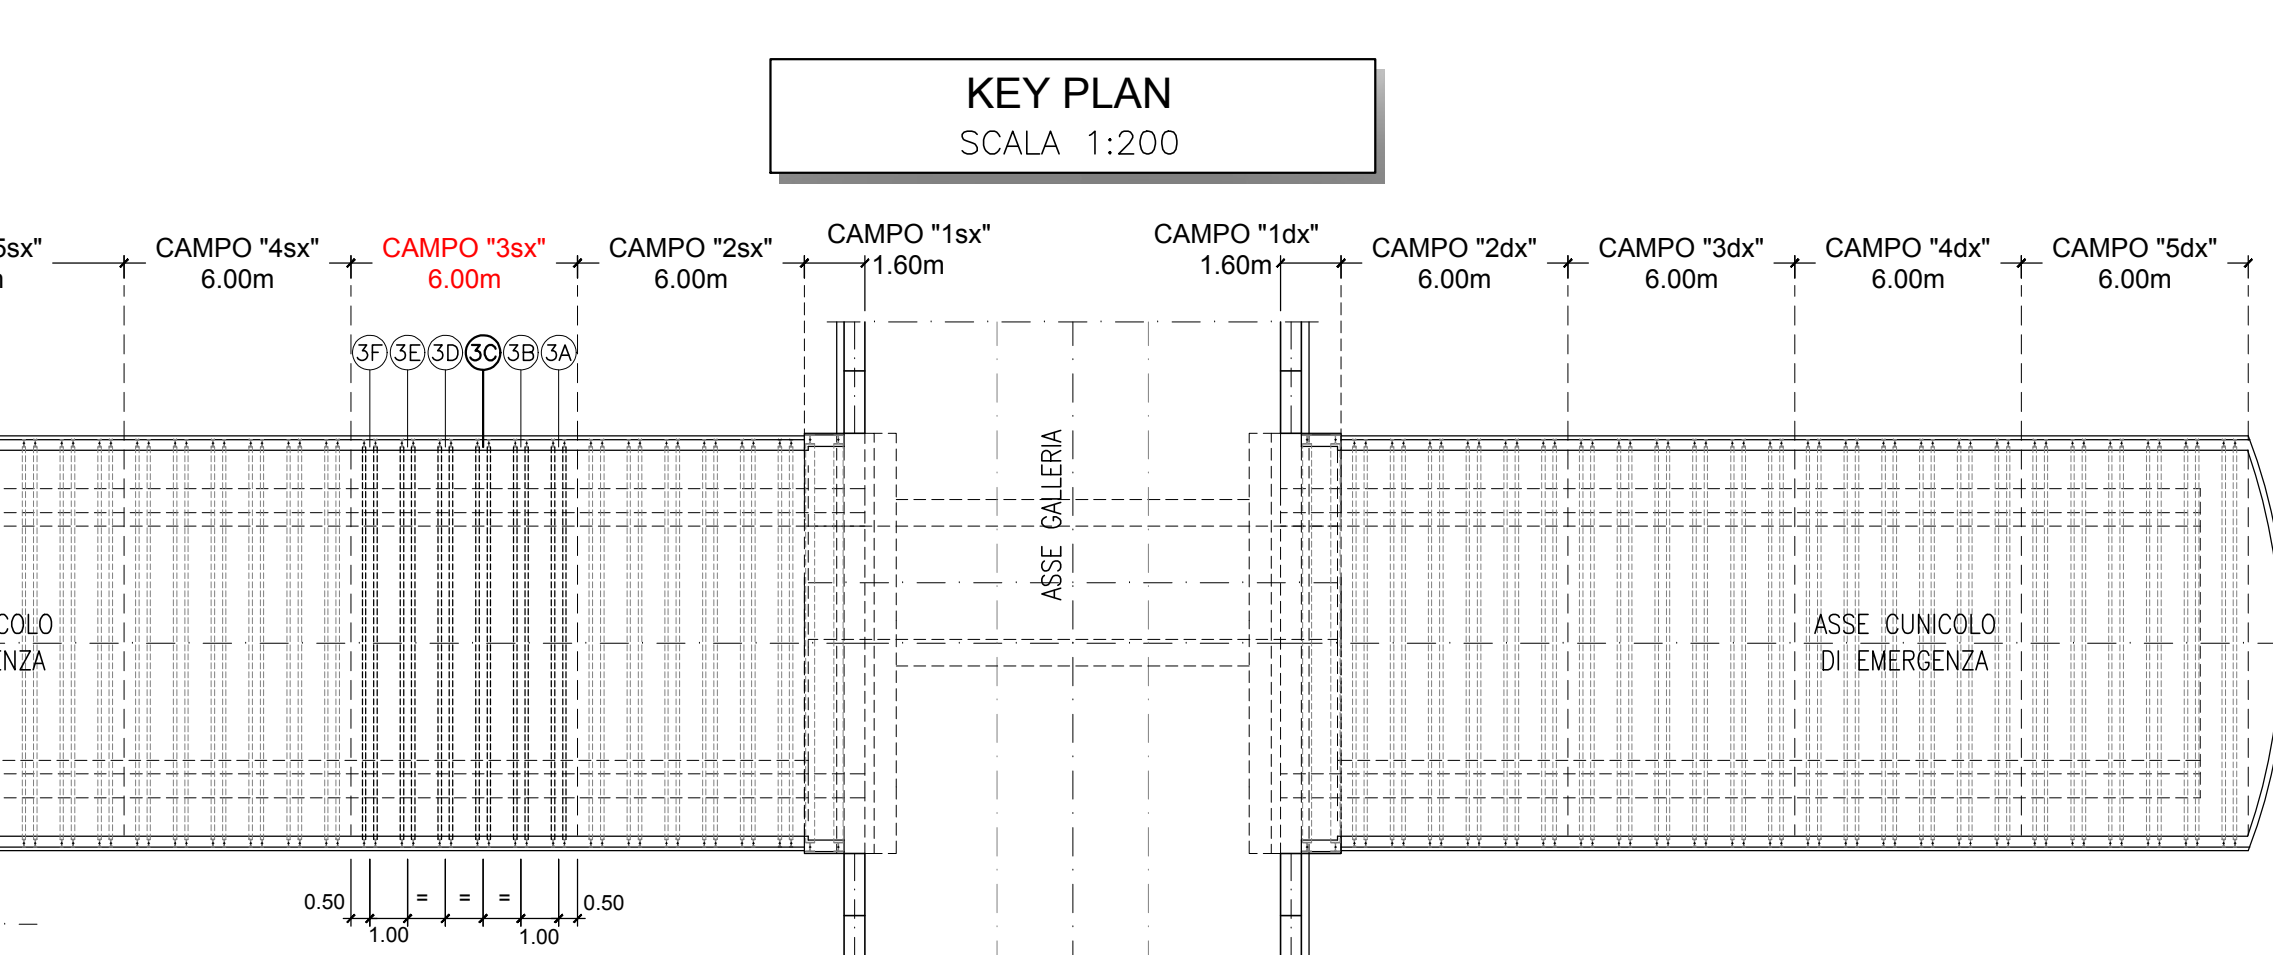 KEY PLAN
SCALA 1:200
5sx"
CAMPO "4sx"
6.00m
CAMPO "3sx"
6.00m
CAMPO "2sx"
6.00m
CAMPO "1sx"
1.60m
CAMPO "1dx"
1.60m
CAMPO "2dx"
6.00m
CAMPO "3dx"
6.00m
CAMPO "4dx"
6.00m
CAMPO "5dx"
6.00m
3F 3E 3D 3C 3B 3A
ASSE GALLERIA
COLO
ENZA
ASSE CUNICOLO
DI EMERGENZA
0.50 = = = 0.50
1.00 1.00